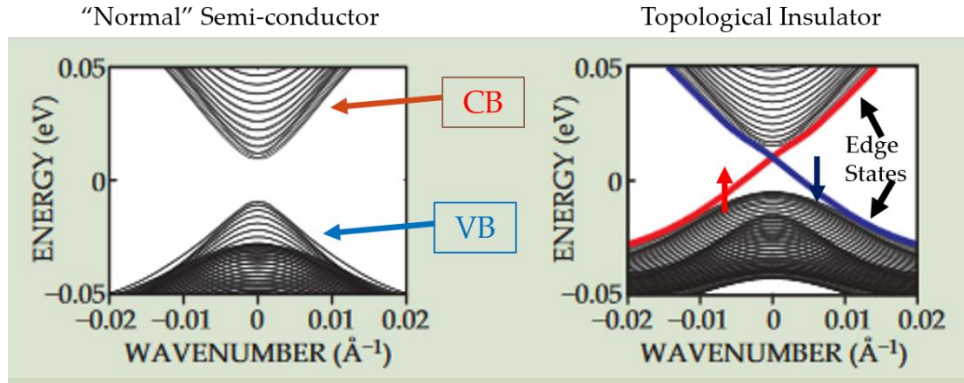 “Normal” Semi-conductor
Topological Insulator
0.05
CB
ENERGY (eV)
0
VB
−0.05
−0.02 −0.01 0 0.01 0.02
WAVENUMBER (Å⁻¹)
0.05
Edge
States
ENERGY (eV)
0
−0.05
−0.02 −0.01 0 0.01 0.02
WAVENUMBER (Å⁻¹)